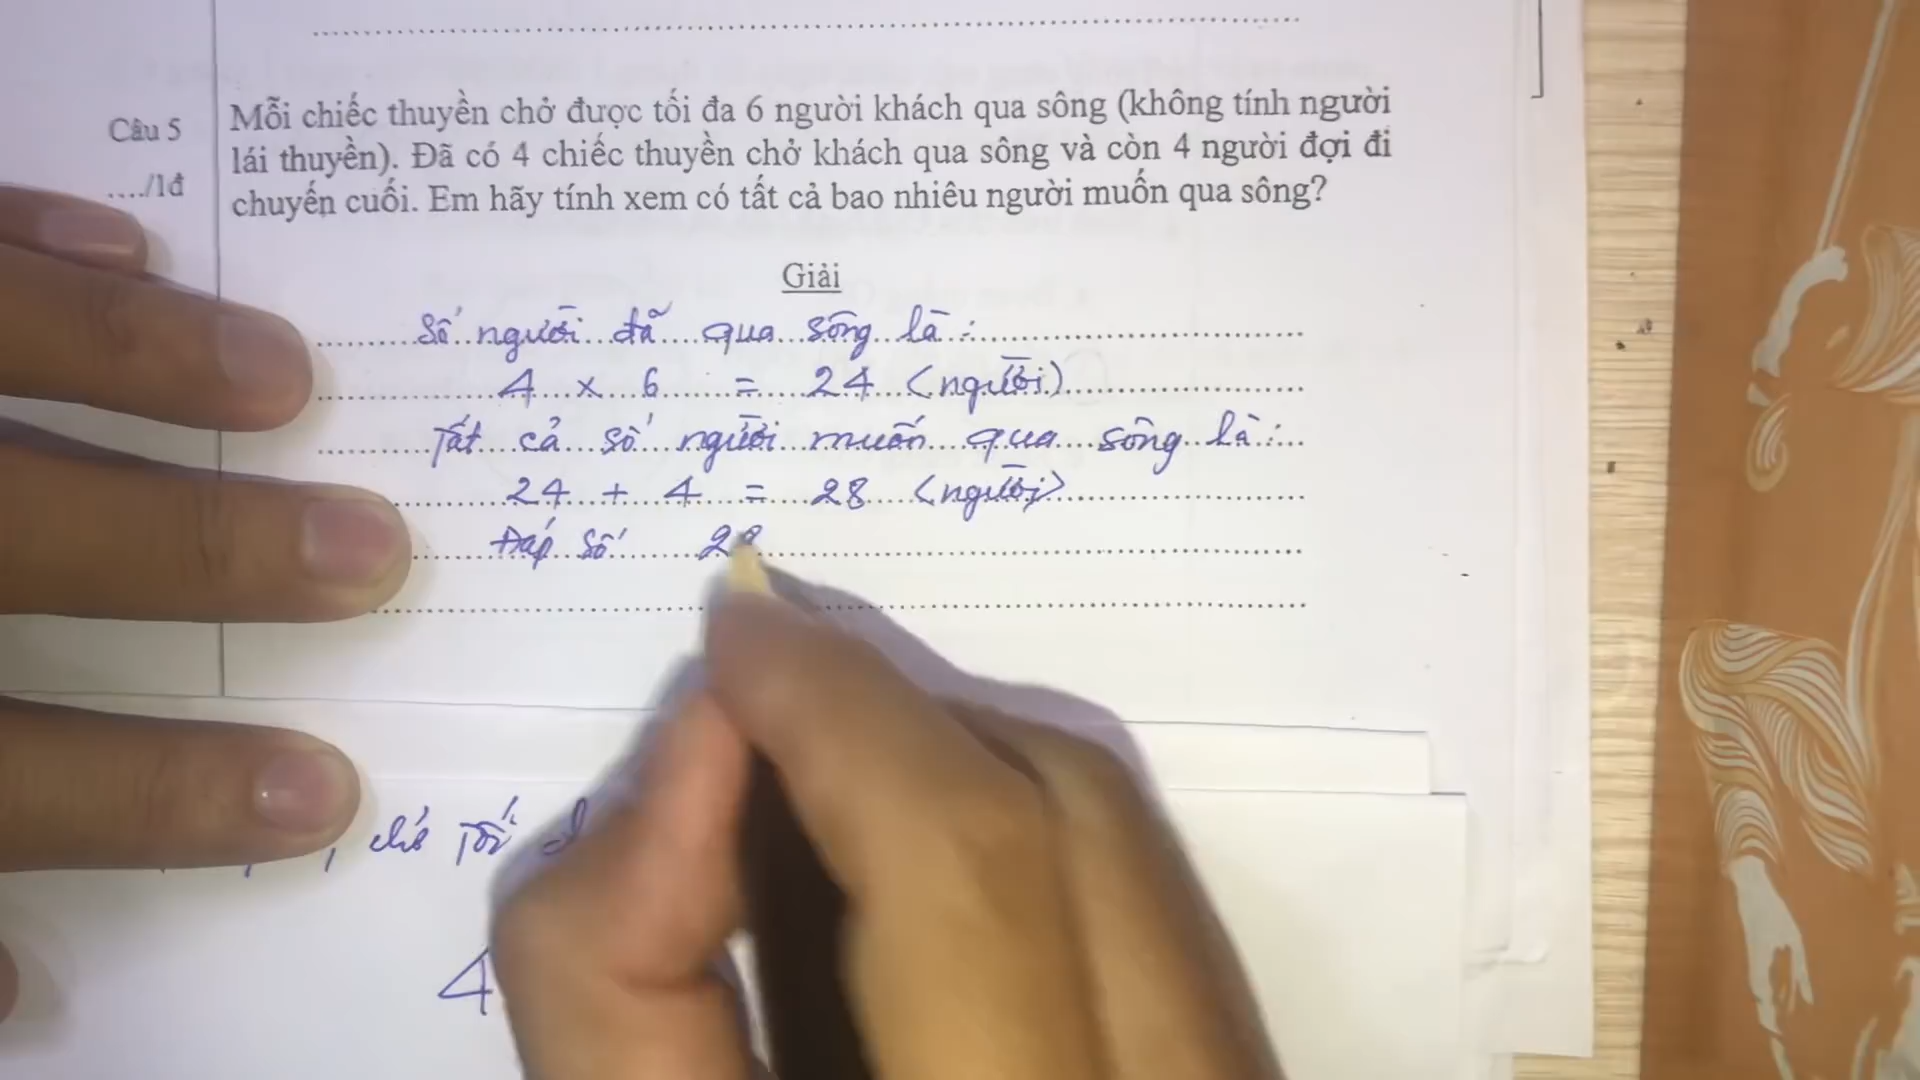 Câu 5
..../1đ
Mỗi chiếc thuyền chở được tối đa 6 người khách qua sông (không tính người
lái thuyền). Đã có 4 chiếc thuyền chở khách qua sông và còn 4 người đợi đi
chuyến cuối. Em hãy tính xem có tất cả bao nhiêu người muốn qua sông?
Giải
Số người đã qua sông là :
4 x 6 = 24 (người)
Tất cả số người muốn qua sông là :
24 + 4 = 28 (người)
Đáp số 28
chở Tối
4